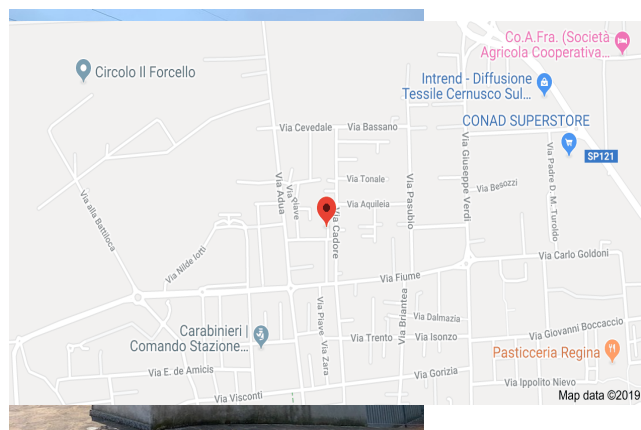 Co.A.Fra. (Società
Agricola Cooperativa...
Circolo Il Forcello
Intrend - Diffusione
Tessile Cernusco Sul...
CONAD SUPERSTORE
Via Cevedale
Via Bassano
SP121
Via Giuseppe Verdi
Via Padre D. M. Turoldo
Via Adua
Via Piave
Via Tonale
Via Pasubio
Via Besozzi
Via alla Battiloca
Via Aquileia
Via Cadore
Via Nilde Iotti
Via Fiume
Via Carlo Goldoni
Via Piave
Via Briantea
Via Dalmazia
Carabinieri |
Comando Stazione...
Via Trento
Via Isonzo
Via Giovanni Boccaccio
Via Zara
Pasticceria Regina
Via E. de Amicis
Via Gorizia
Via Ippolito Nievo
Via Visconti
Map data ©2019